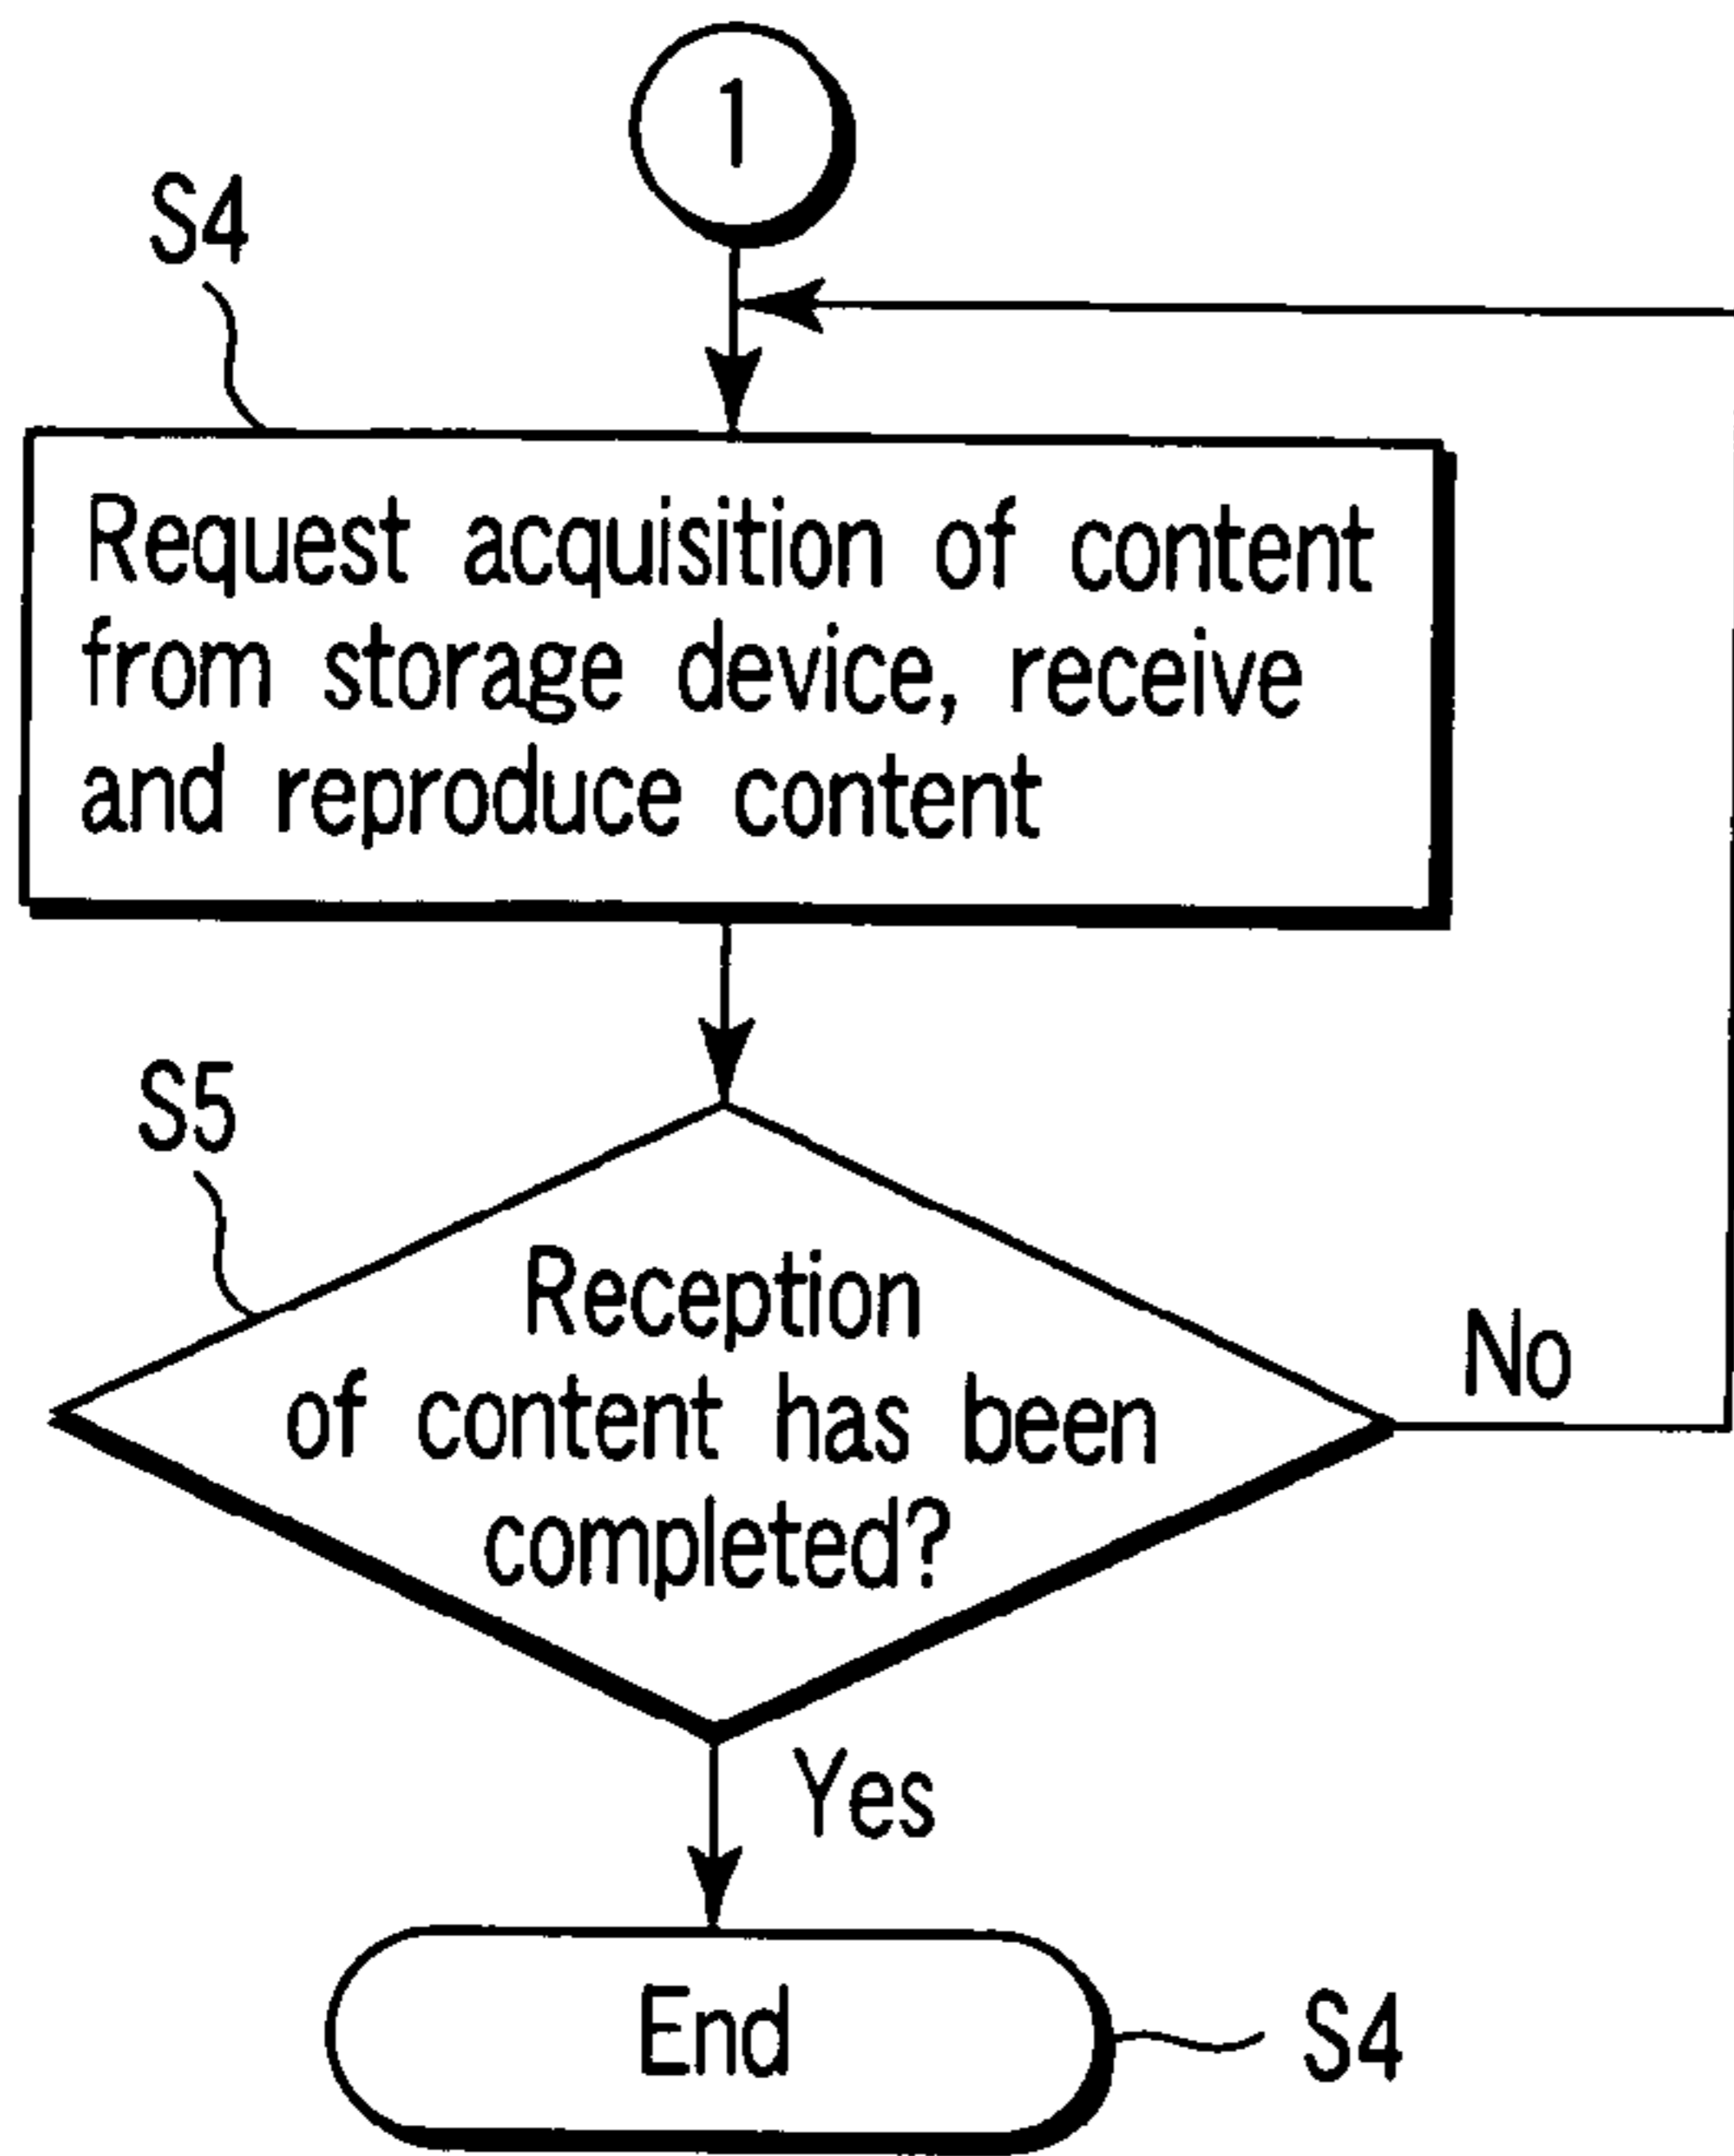 1
S4
Request acquisition of content
from storage device, receive
and reproduce content
S5
Reception
of content has been
completed?
No
Yes
End
S4